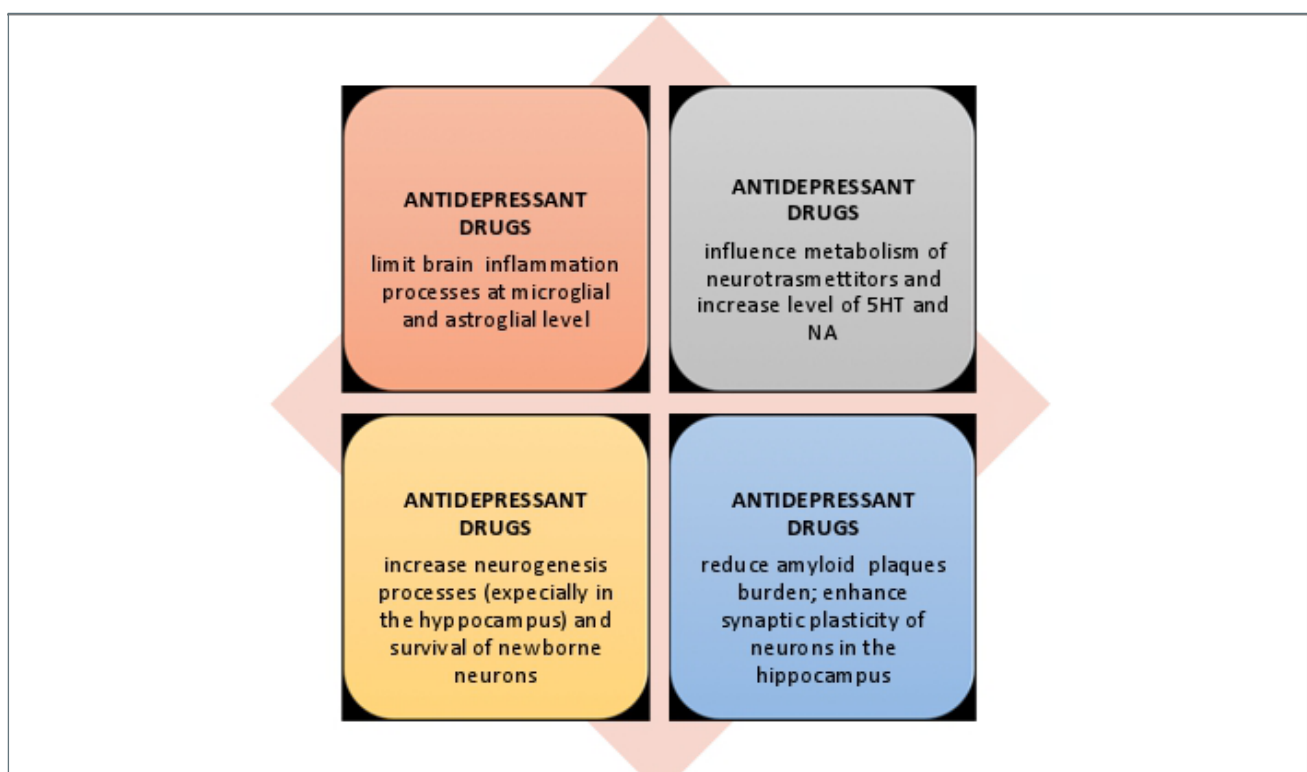 ANTIDEPRESSANT
DRUGS
limit brain inflammation
processes at microglial
and astroglial level
ANTIDEPRESSANT
DRUGS
influence metabolism of
neurotrasmettitors and
increase level of 5HT and
NA
ANTIDEPRESSANT
DRUGS
increase neurogenesis
processes (expecially in
the hyppocampus) and
survival of newborne
neurons
ANTIDEPRESSANT
DRUGS
reduce amyloid plaques
burden; enhance
synaptic plasticity of
neurons in the
hippocampus